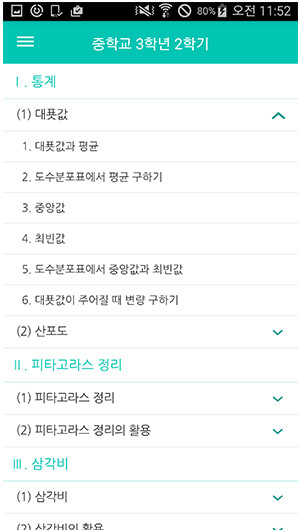 80% 오전 11:52
중학교 3학년 2학기
Ⅰ. 통계
(1) 대푯값
1. 대푯값과 평균
2. 도수분포표에서 평균 구하기
3. 중앙값
4. 최빈값
5. 도수분포표에서 중앙값과 최빈값
6. 대푯값이 주어질 때 변량 구하기
(2) 산포도
Ⅱ. 피타고라스 정리
(1) 피타고라스 정리
(2) 피타고라스 정리의 활용
Ⅲ. 삼각비
(1) 삼각비
(2) 삼각비의 활용